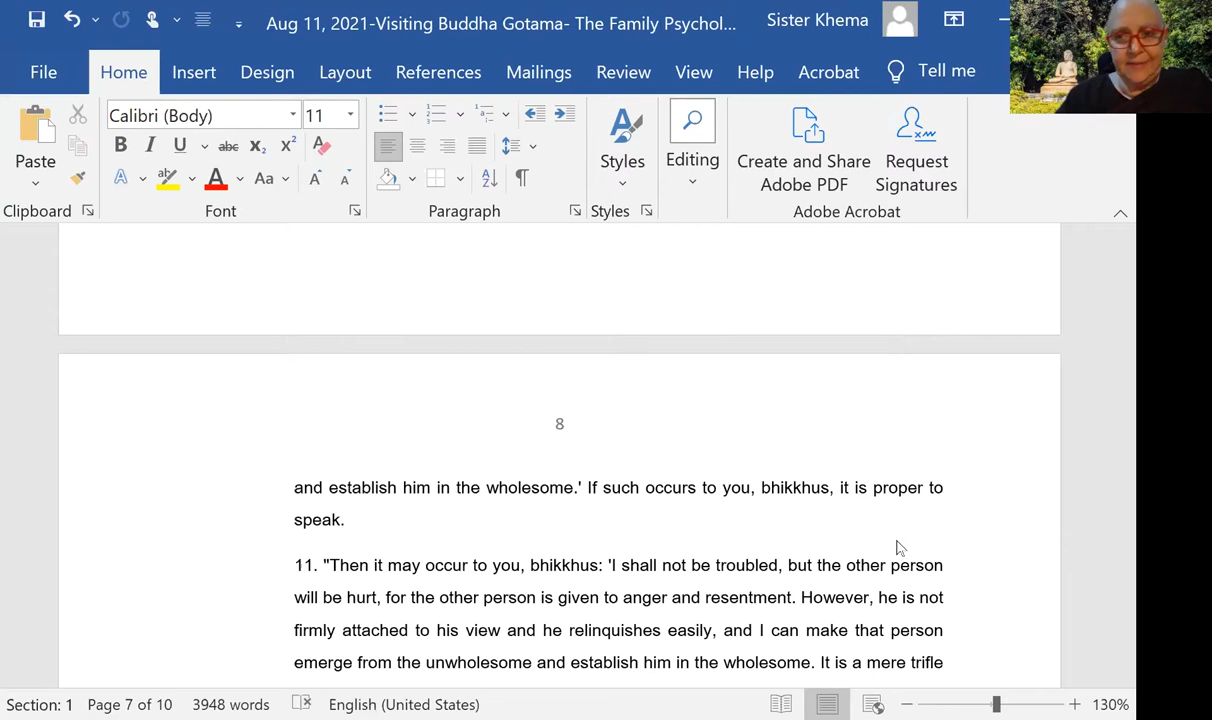 Aug 11, 2021-Visiting Buddha Gotama- The Family Psychol...
Sister Khema
File
Home
Insert
Design
Layout
References
Mailings
Review
View
Help
Acrobat
Tell me
Calibri (Body)
11
Paste
B I U abc X₂ X²
A ab A Aa A A
Styles
Editing
Create and Share
Adobe PDF
Request
Signatures
Clipboard
Font
Paragraph
Styles
Adobe Acrobat
8
and establish him in the wholesome.' If such occurs to you, bhikkhus, it is proper to
speak.
11. "Then it may occur to you, bhikkhus: 'I shall not be troubled, but the other person
will be hurt, for the other person is given to anger and resentment. However, he is not
firmly attached to his view and he relinquishes easily, and I can make that person
emerge from the unwholesome and establish him in the wholesome. It is a mere trifle
Section: 1
Page 7 of 10
3948 words
English (United States)
130%